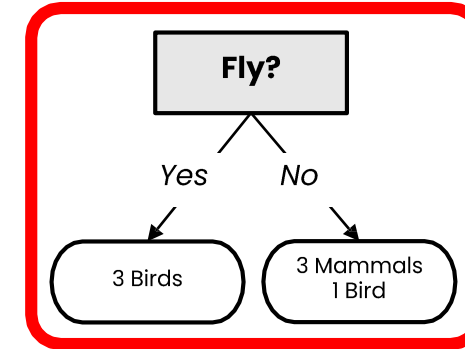 Fly?
Yes
No
3 Birds
3 Mammals
1 Bird